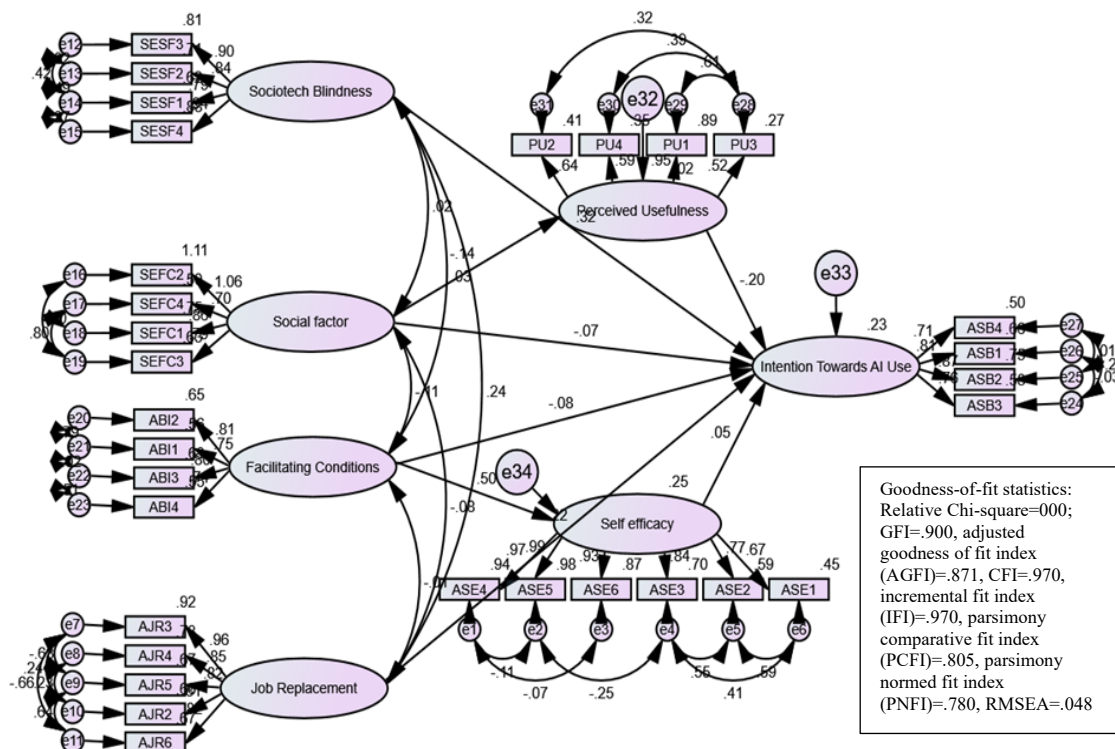 .81
e12
SESF3
.90
e13
SESF2
.84
.42
e14
SESF1
e15
SESF4
Sociotech Blindness
1.11
e16
SEFC2
1.06
e17
SEFC4
.70
e18
SEFC1
e19
SEFC3
Social factor
.65
e20
ABI2
.81
e21
ABI1
.75
e22
ABI3
e23
ABI4
Facilitating Conditions
.92
e7
AJR3
.96
e8
AJR4
.85
e9
AJR5
e10
AJR2
e11
AJR6
Job Replacement
.02
-.14
.03
.24
-.11
-.08
.32
.39
.61
e31
e30
e32
e29
e28
.41
.89
.27
PU2
PU4
PU1
PU3
.64
.59
.95
.52
Perceived Usefulness
.32
-.20
-.07
-.08
.05
e33
.23
Intention Towards AI Use
.50
.71
ASB4
e27
.81
ASB1
e26
ASB2
e25
ASB3
e24
e34
.50
.25
Self efficacy
.97
.99
.93
.84
.77
.67
.94
.98
.87
.70
.59
.45
ASE4
ASE5
ASE6
ASE3
ASE2
ASE1
e1
e2
e3
e4
e5
e6
-.11
-.07
-.25
.56
.59
.41
Goodness-of-fit statistics:
Relative Chi-square=000;
GFI=.900, adjusted
goodness of fit index
(AGFI)=.871, CFI=.970,
incremental fit index
(IFI)=.970, parsimony
comparative fit index
(PCFI)=.805, parsimony
normed fit index
(PNFI)=.780, RMSEA=.048